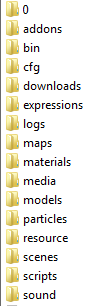 0
addons
bin
cfg
downloads
expressions
logs
maps
materials
media
models
particles
resource
scenes
scripts
sound